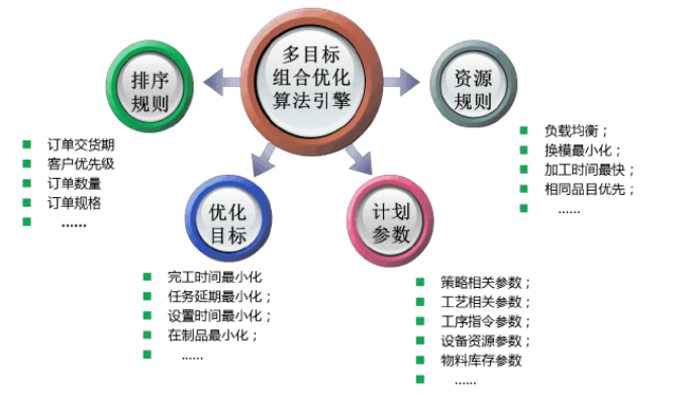 多目标
组合优化
算法引擎
排序
规则
订单交货期
客户优先级
订单数量
订单规格
......
资源
规则
负载均衡；
换模最小化；
加工时间最快；
相同品目优先；
......
优化
目标
完工时间最小化
任务延期最小化；
设置时间最小化；
在制品最小化；
......
计划
参数
策略相关参数；
工艺相关参数；
工序指令参数；
设备资源参数；
物料库存参数
......